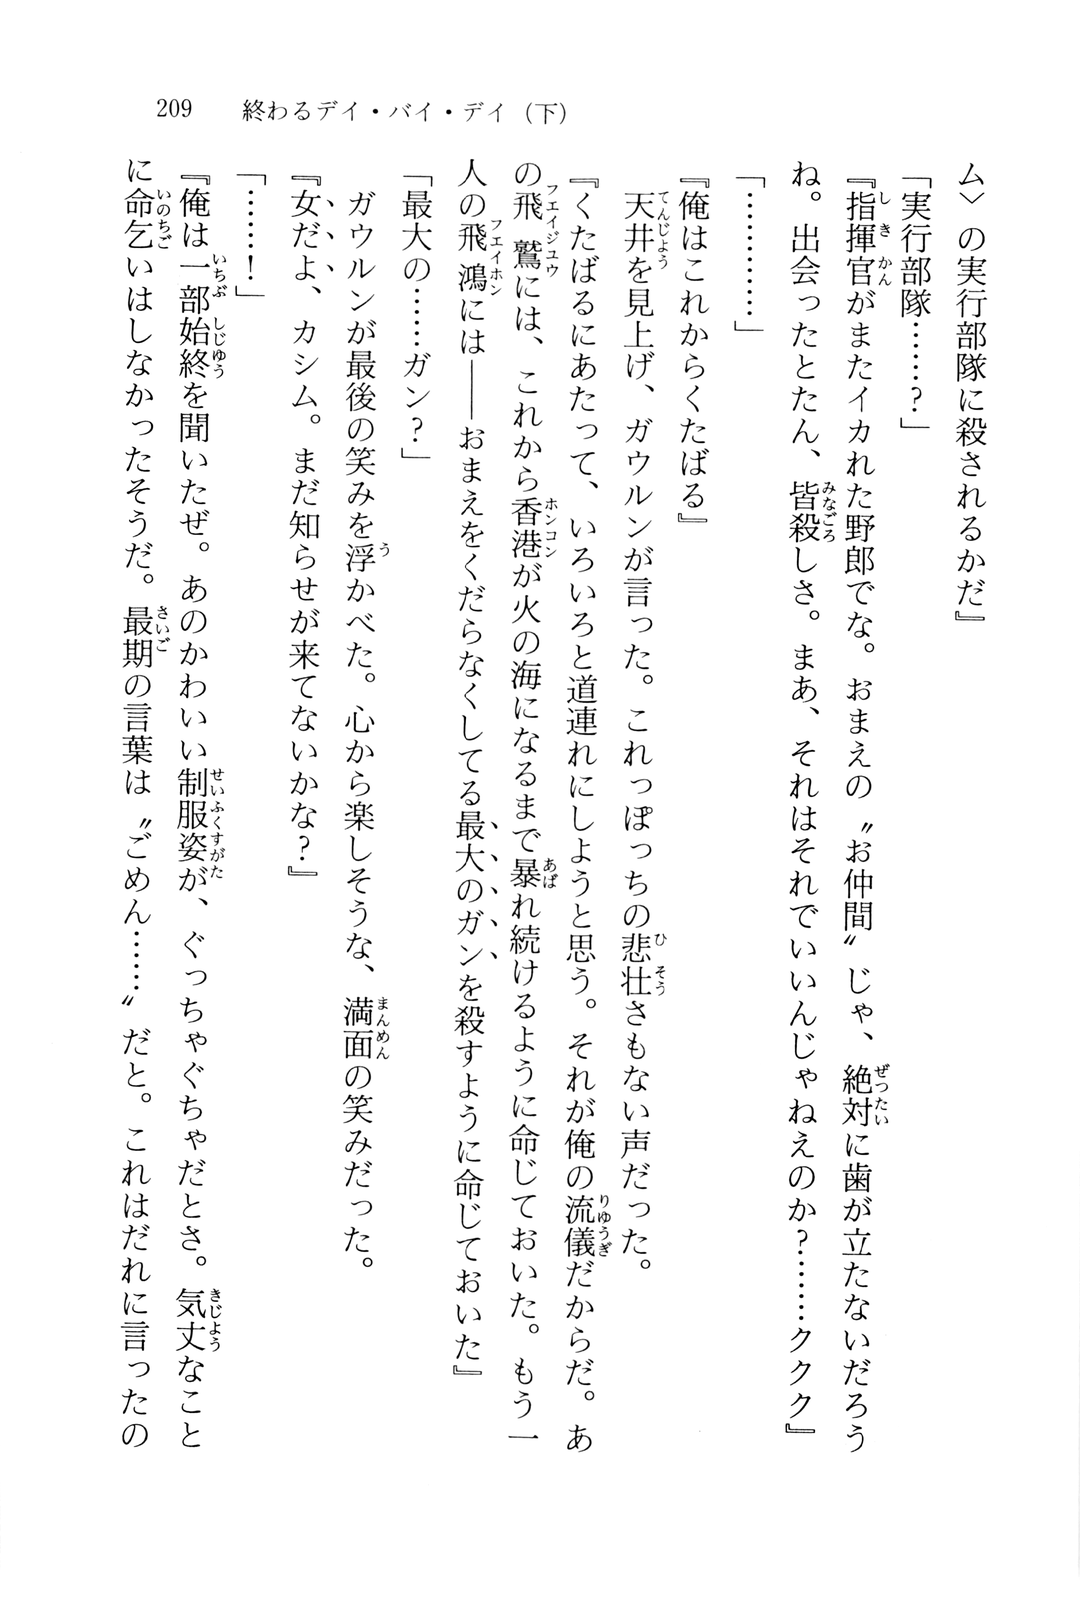 209　終わるデイ・バイ・デイ（下）
ム〉の実行部隊に殺されるかだ』
「実行部隊……？」
『指揮官がまたイカれた野郎でな。おまえの〝お仲間〟じゃ、絶対に歯が立たないだろう
ね。出会ったとたん、皆殺しさ。まあ、それはそれでいいんじゃねえのか？……ククク』
「…………」
『俺はこれからくたばる』
　天井を見上げ、ガウルンが言った。これっぽっちの悲壮さもない声だった。
『くたばるにあたって、いろいろと道連れにしようと思う。それが俺の流儀だからだ。あ
の飛鷲には、これから香港が火の海になるまで暴れ続けるように命じておいた。もう一
人の飛鴻には――おまえをくだらなくしてる最大のガンを殺すように命じておいた』
「最大の……ガン？」
　ガウルンが最後の笑みを浮かべた。心から楽しそうな、満面の笑みだった。
『女だよ、カシム。まだ知らせが来てないかな？』
「……！」
『俺は一部始終を聞いたぜ。あのかわいい制服姿が、ぐっちゃぐちゃだとさ。気丈なこと
に命乞いはしなかったそうだ。最期の言葉は〝ごめん……〟だと。これはだれに言ったの